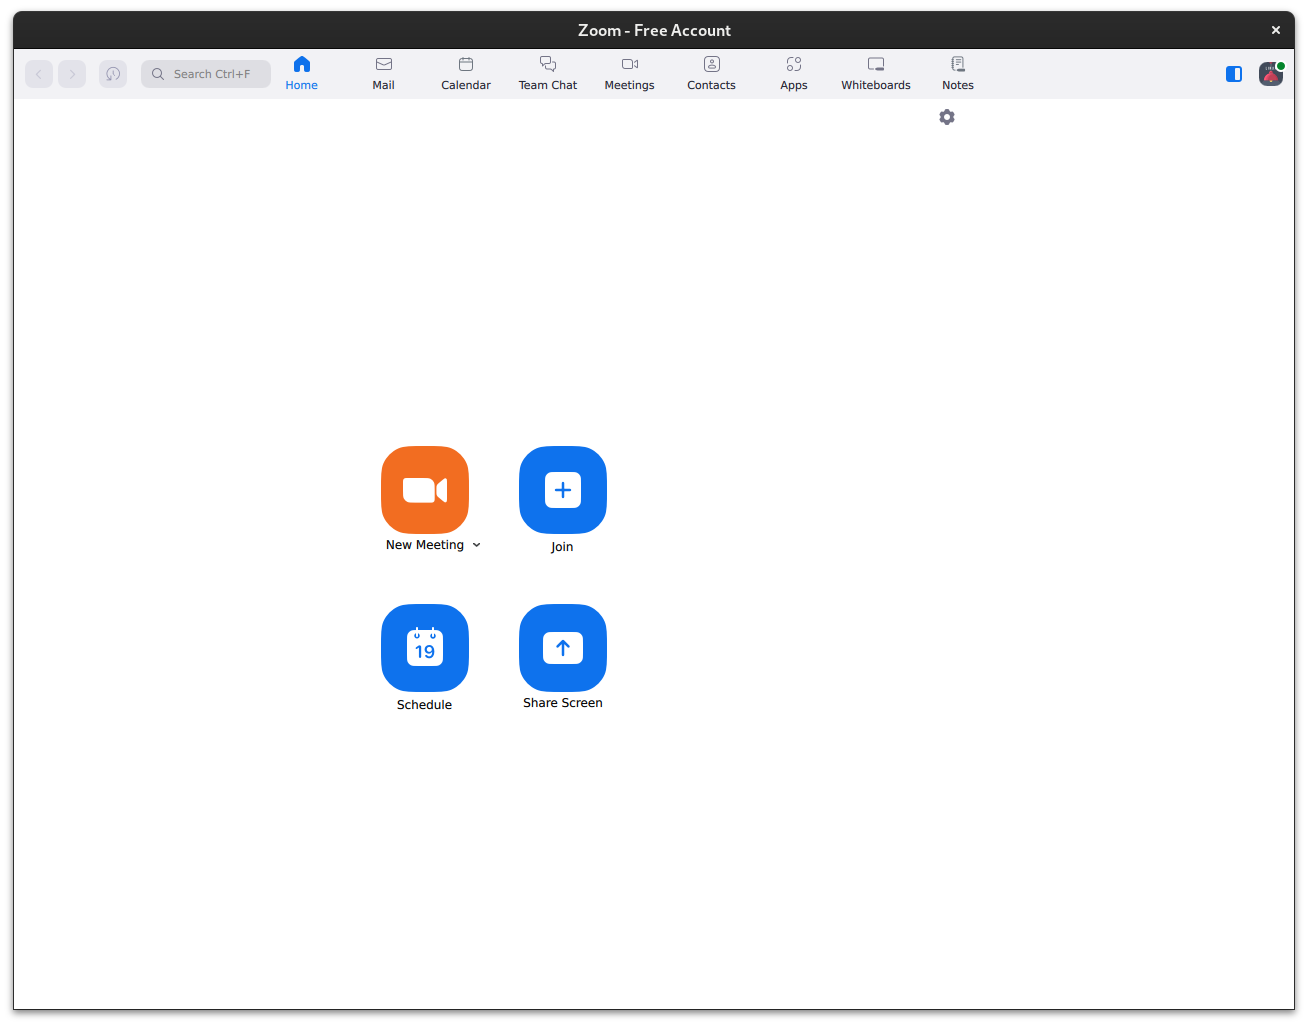 Zoom - Free Account
Search Ctrl+F
Home
Mail
Calendar
Team Chat
Meetings
Contacts
Apps
Whiteboards
Notes
New Meeting
Join
19
Schedule
Share Screen